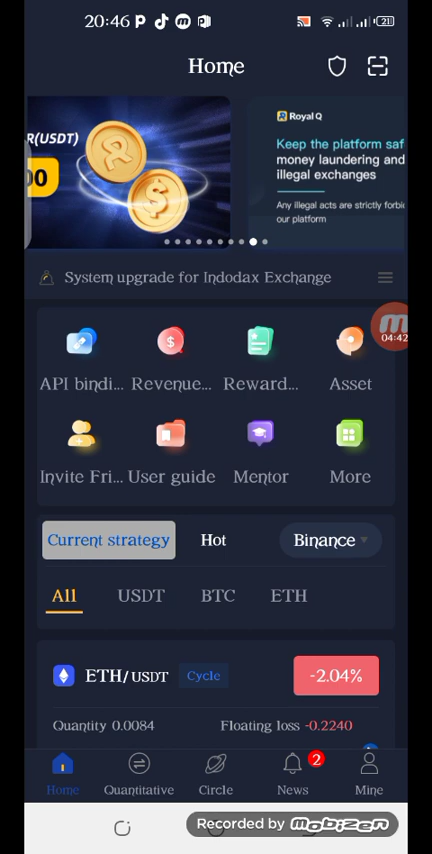 20:46
21
Home
R(USDT)
00
Royal Q
Keep the platform saf
money laundering and
illegal exchanges
Any illegal acts are strictly forbi
our platform
System upgrade for Indodax Exchange
04:42
API bindi... Revenue... Reward... Asset
Invite Fri... User guide Mentor More
Current strategy Hot Binance
All USDT BTC ETH
ETH/USDT Cycle -2.04%
Quantity 0.0084 Floating loss -0.2240
2
Home Quantitative Circle News Mine
Recorded by mobizen